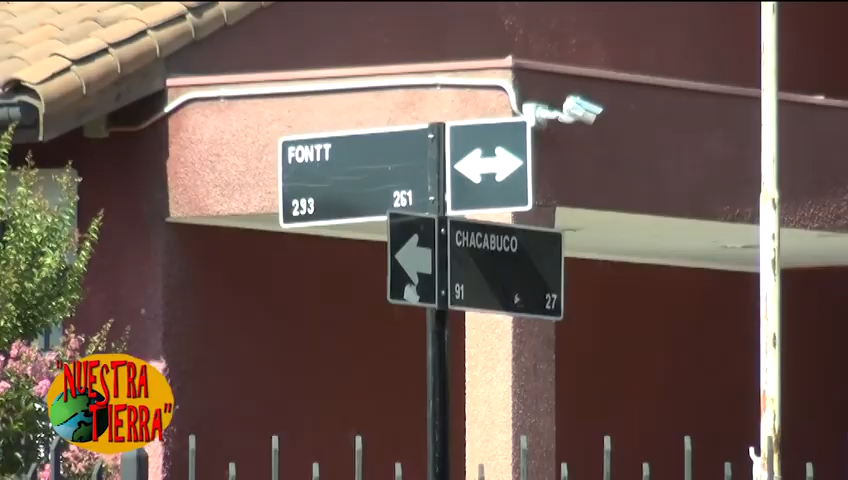 FONTT
293 261
CHACABUCO
91 27
"NUESTRA
TIERRA"